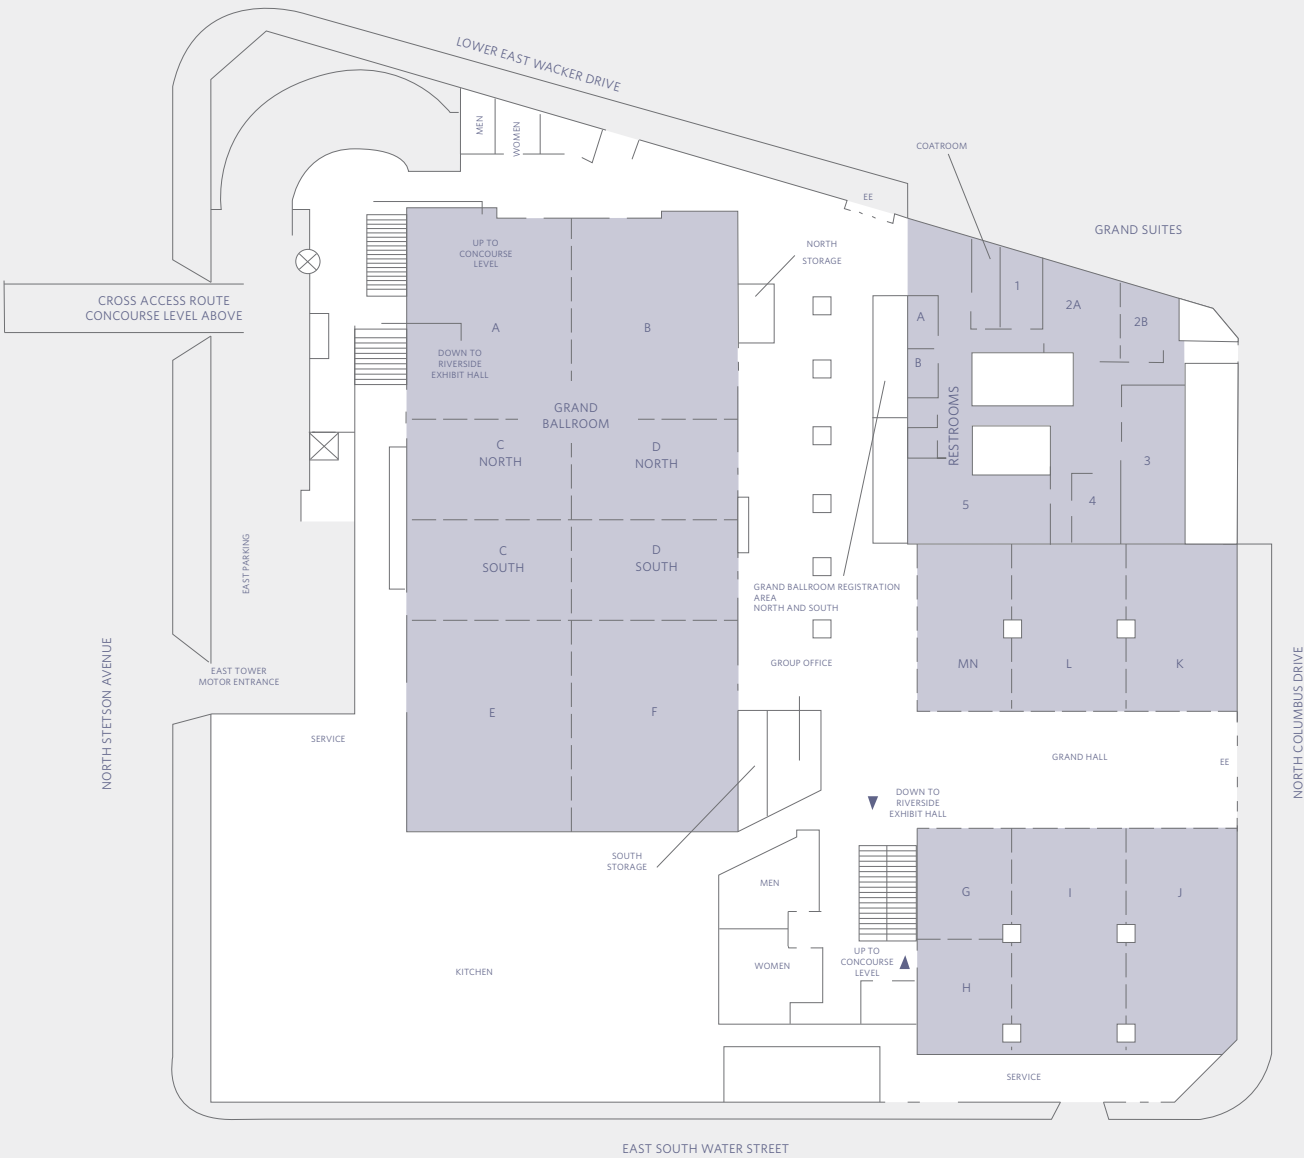 LOWER EAST WACKER DRIVE
MEN
WOMEN
COATROOM
EE
GRAND SUITES
UP TO
CONCOURSE
LEVEL
NORTH
STORAGE
CROSS ACCESS ROUTE
CONCOURSE LEVEL ABOVE
1
2A
2B
A
B
A
B
DOWN TO
RIVERSIDE
EXHIBIT HALL
GRAND
BALLROOM
RESTROOMS
C
NORTH
D
NORTH
3
4
5
C
SOUTH
D
SOUTH
EAST PARKING
GRAND BALLROOM REGISTRATION
AREA
NORTH AND SOUTH
GROUP OFFICE
MN
L
K
EAST TOWER
MOTOR ENTRANCE
NORTH STETSON AVENUE
NORTH COLUMBUS DRIVE
E
F
SERVICE
GRAND HALL
EE
DOWN TO
RIVERSIDE
EXHIBIT HALL
SOUTH
STORAGE
MEN
G
I
J
KITCHEN
WOMEN
UP TO
CONCOURSE
LEVEL
H
SERVICE
EAST SOUTH WATER STREET